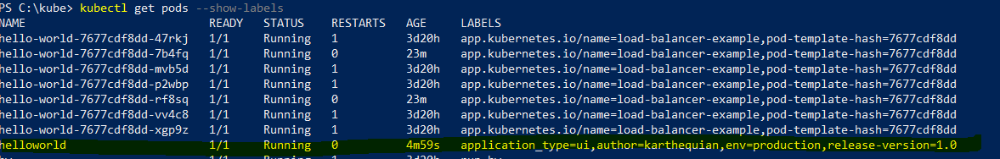 PS C:\kube> kubectl get pods --show-labels
NAME READY STATUS RESTARTS AGE LABELS
hello-world-7677cdf8dd-47rkj 1/1 Running 1 3d20h app.kubernetes.io/name=load-balancer-example,pod-template-hash=7677cdf8dd
hello-world-7677cdf8dd-7b4fq 1/1 Running 0 23m app.kubernetes.io/name=load-balancer-example,pod-template-hash=7677cdf8dd
hello-world-7677cdf8dd-mvb5d 1/1 Running 1 3d20h app.kubernetes.io/name=load-balancer-example,pod-template-hash=7677cdf8dd
hello-world-7677cdf8dd-p2wbp 1/1 Running 1 3d20h app.kubernetes.io/name=load-balancer-example,pod-template-hash=7677cdf8dd
hello-world-7677cdf8dd-rf8sq 1/1 Running 0 23m app.kubernetes.io/name=load-balancer-example,pod-template-hash=7677cdf8dd
hello-world-7677cdf8dd-vv4c8 1/1 Running 1 3d20h app.kubernetes.io/name=load-balancer-example,pod-template-hash=7677cdf8dd
hello-world-7677cdf8dd-xgp9z 1/1 Running 1 3d20h app.kubernetes.io/name=load-balancer-example,pod-template-hash=7677cdf8dd
helloworld 1/1 Running 0 4m59s application_type=ui,author=karthequian,env=production,release-version=1.0